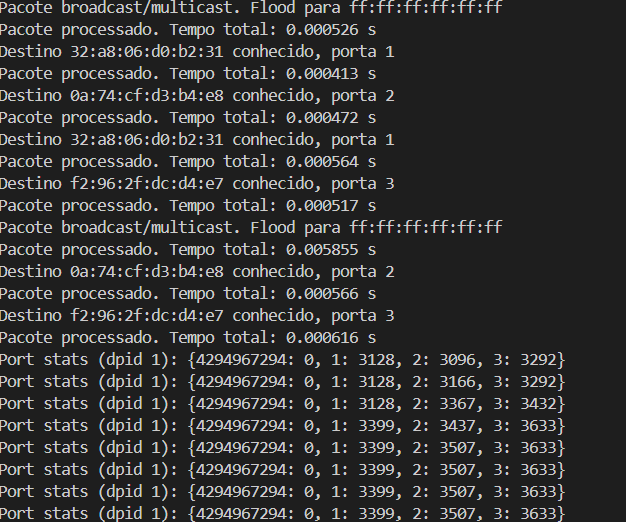 Pacote broadcast/multicast. Flood para ff:ff:ff:ff:ff:ff
Pacote processado. Tempo total: 0.000526 s
Destino 32:a8:06:d0:b2:31 conhecido, porta 1
Pacote processado. Tempo total: 0.000413 s
Destino 0a:74:cf:d3:b4:e8 conhecido, porta 2
Pacote processado. Tempo total: 0.000472 s
Destino 32:a8:06:d0:b2:31 conhecido, porta 1
Pacote processado. Tempo total: 0.000564 s
Destino f2:96:2f:dc:d4:e7 conhecido, porta 3
Pacote processado. Tempo total: 0.000517 s
Pacote broadcast/multicast. Flood para ff:ff:ff:ff:ff:ff
Pacote processado. Tempo total: 0.005855 s
Destino 0a:74:cf:d3:b4:e8 conhecido, porta 2
Pacote processado. Tempo total: 0.000566 s
Destino f2:96:2f:dc:d4:e7 conhecido, porta 3
Pacote processado. Tempo total: 0.000616 s
Port stats (dpid 1): {4294967294: 0, 1: 3128, 2: 3096, 3: 3292}
Port stats (dpid 1): {4294967294: 0, 1: 3128, 2: 3166, 3: 3292}
Port stats (dpid 1): {4294967294: 0, 1: 3128, 2: 3367, 3: 3432}
Port stats (dpid 1): {4294967294: 0, 1: 3399, 2: 3437, 3: 3633}
Port stats (dpid 1): {4294967294: 0, 1: 3399, 2: 3507, 3: 3633}
Port stats (dpid 1): {4294967294: 0, 1: 3399, 2: 3507, 3: 3633}
Port stats (dpid 1): {4294967294: 0, 1: 3399, 2: 3507, 3: 3633}
Port stats (dpid 1): {4294967294: 0, 1: 3399, 2: 3507, 3: 3633}